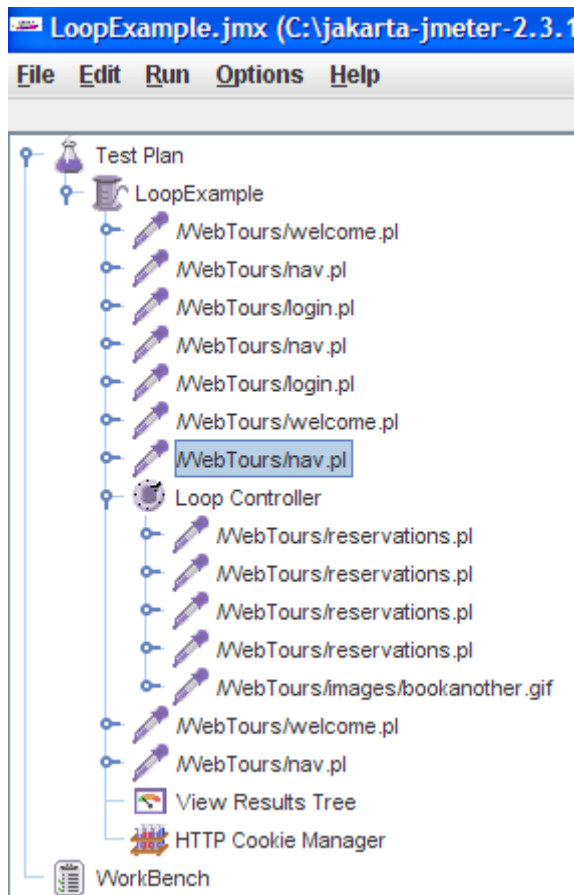 LoopExample.jmx (C:\jakarta-jmeter-2.3.1
File Edit Run Options Help
Test Plan
LoopExample
/WebTours/welcome.pl
/WebTours/nav.pl
/WebTours/login.pl
/WebTours/nav.pl
/WebTours/login.pl
/WebTours/welcome.pl
/WebTours/nav.pl
Loop Controller
/WebTours/reservations.pl
/WebTours/reservations.pl
/WebTours/reservations.pl
/WebTours/reservations.pl
/WebTours/images/bookanother.gif
/WebTours/welcome.pl
/WebTours/nav.pl
View Results Tree
HTTP Cookie Manager
WorkBench